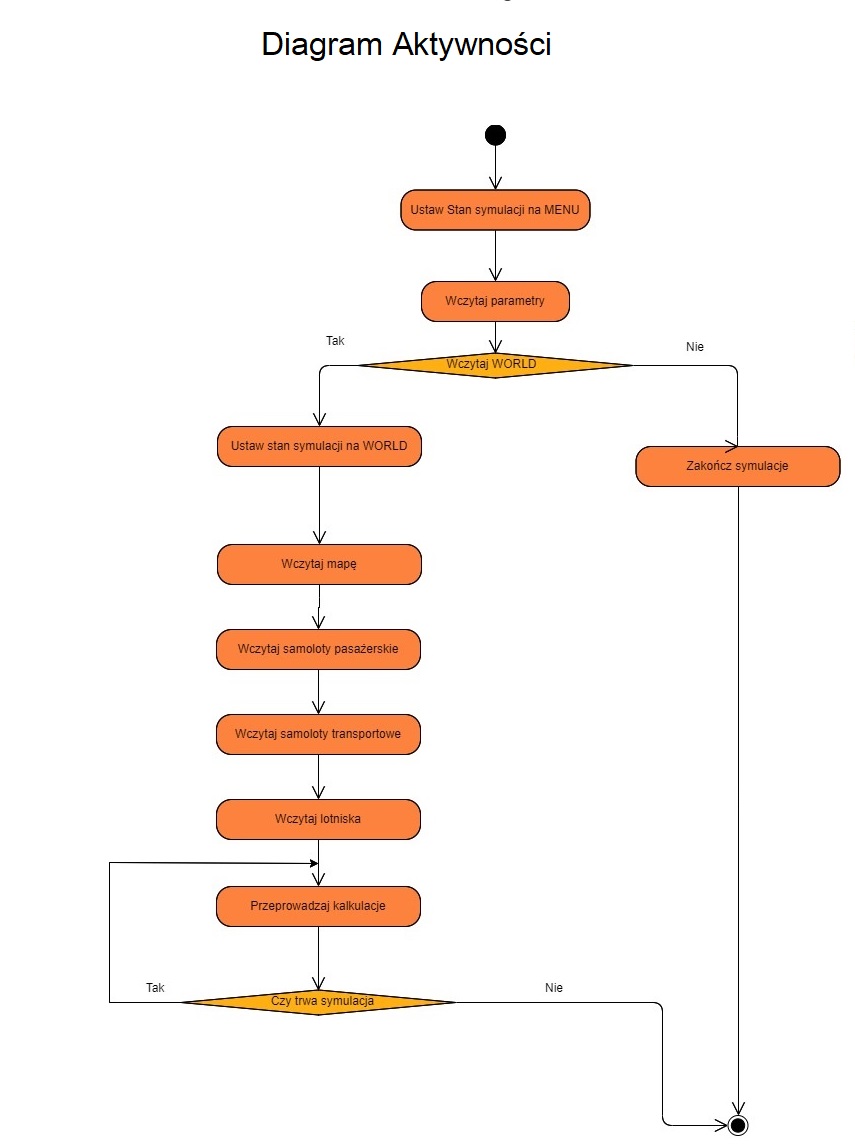 Diagram Aktywności
Ustaw Stan symulacji na MENU
Wczytaj parametry
Tak
Wczytaj WORLD
Nie
Ustaw stan symulacji na WORLD
Zakończ symulacje
Wczytaj mapę
Wczytaj samoloty pasażerskie
Wczytaj samoloty transportowe
Wczytaj lotniska
Przeprowadzaj kalkulacje
Tak
Czy trwa symulacja
Nie